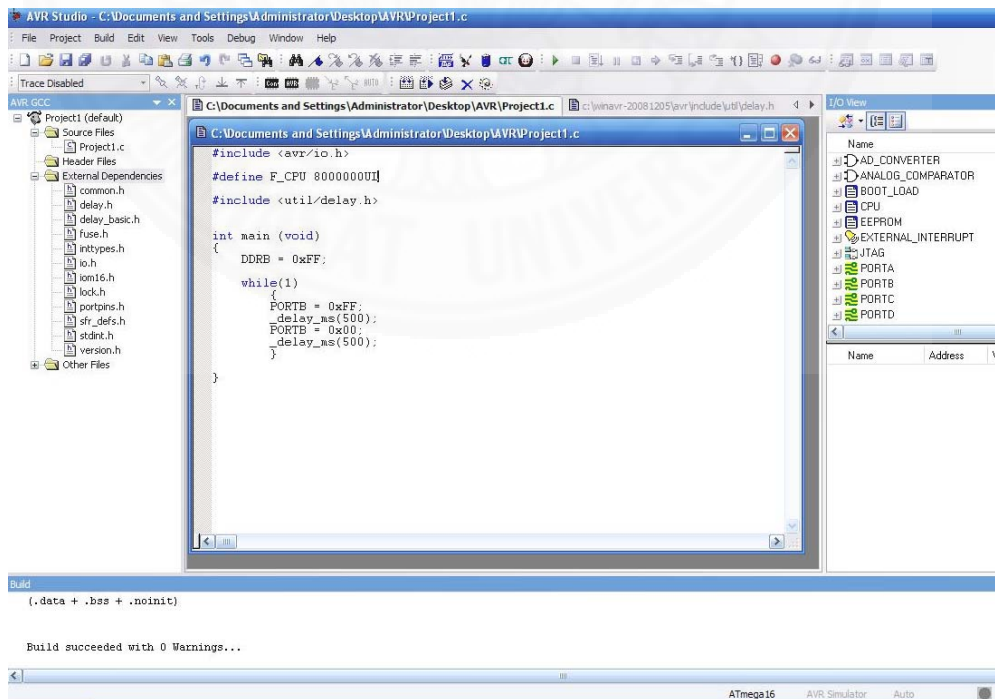 AVR Studio - C:\Documents and Settings\Administrator\Desktop\AVR\Project1.c
File Project Build Edit View Tools Debug Window Help
Trace Disabled
AVR GCC
Project1 (default)
Source Files
Project1.c
Header Files
External Dependencies
common.h
delay.h
delay_basic.h
fuse.h
inttypes.h
io.h
iom16.h
lock.h
portpins.h
sfr_defs.h
stdint.h
version.h
Other Files
C:\Documents and Settings\Administrator\Desktop\AVR\Project1.c
c:\winavr-20081205\avr\include\util\delay.h
C:\Documents and Settings\Administrator\Desktop\AVR\Project1.c
#include <avr/io.h>
#define F_CPU 8000000Ul
#include <util/delay.h>
int main (void)
{
DDRB = 0xFF;
while(1)
{
PORTB = 0xFF;
_delay_ms(500);
PORTB = 0x00;
_delay_ms(500);
}
}
I/O View
Name
AD_CONVERTER
ANALOG_COMPARATOR
BOOT_LOAD
CPU
EEPROM
EXTERNAL_INTERRUPT
JTAG
PORTA
PORTB
PORTC
PORTD
Name Address V
Build
(.data + .bss + .noinit)
Build succeeded with 0 Warnings...
ATmega16 AVR Simulator Auto